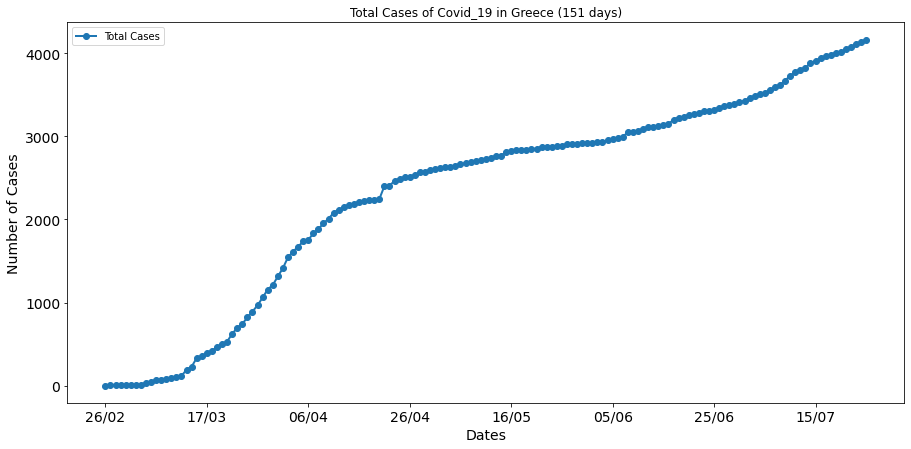 Total Cases of Covid_19 in Greece (151 days)
Total Cases
Number of Cases
4000
3000
2000
1000
0
26/02 17/03 06/04 26/04 16/05 05/06 25/06 15/07
Dates